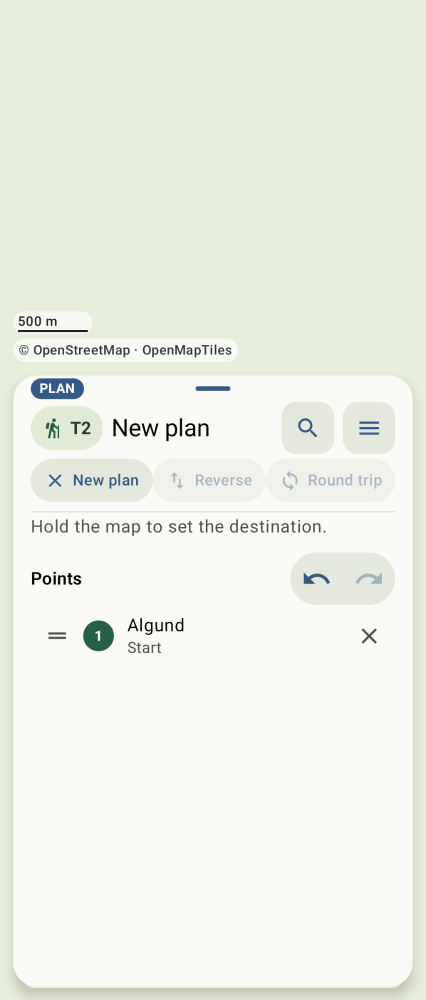 500 m
© OpenStreetMap · OpenMapTiles
PLAN
T2 New plan
New plan Reverse Round trip
Hold the map to set the destination.
Points
1 Algund
Start